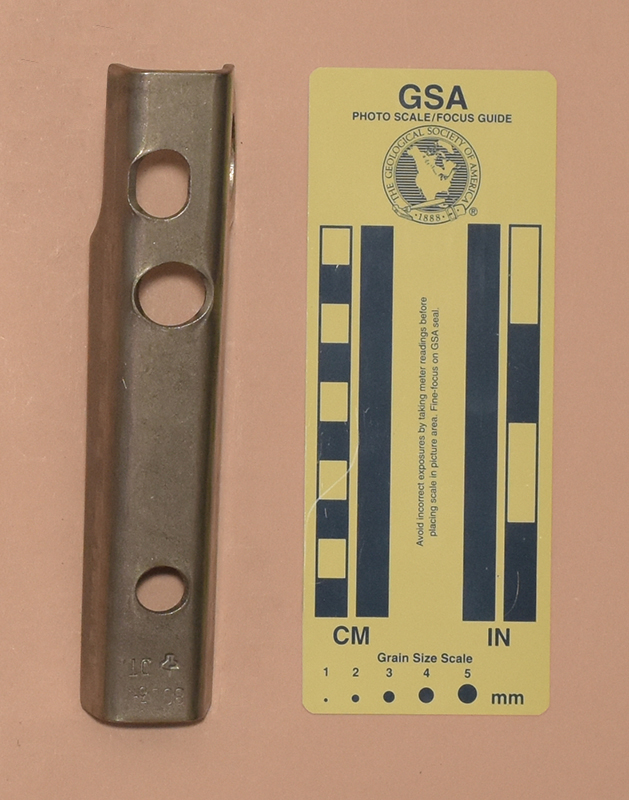 GSA
PHOTO SCALE/FOCUS GUIDE
THE GEOLOGICAL SOCIETY OF AMERICA
·1888·
®
Avoid incorrect exposures by taking meter readings before
placing scale in picture area. Fine-focus on GSA seal.
CM IN
Grain Size Scale
1 2 3 4 5
mm